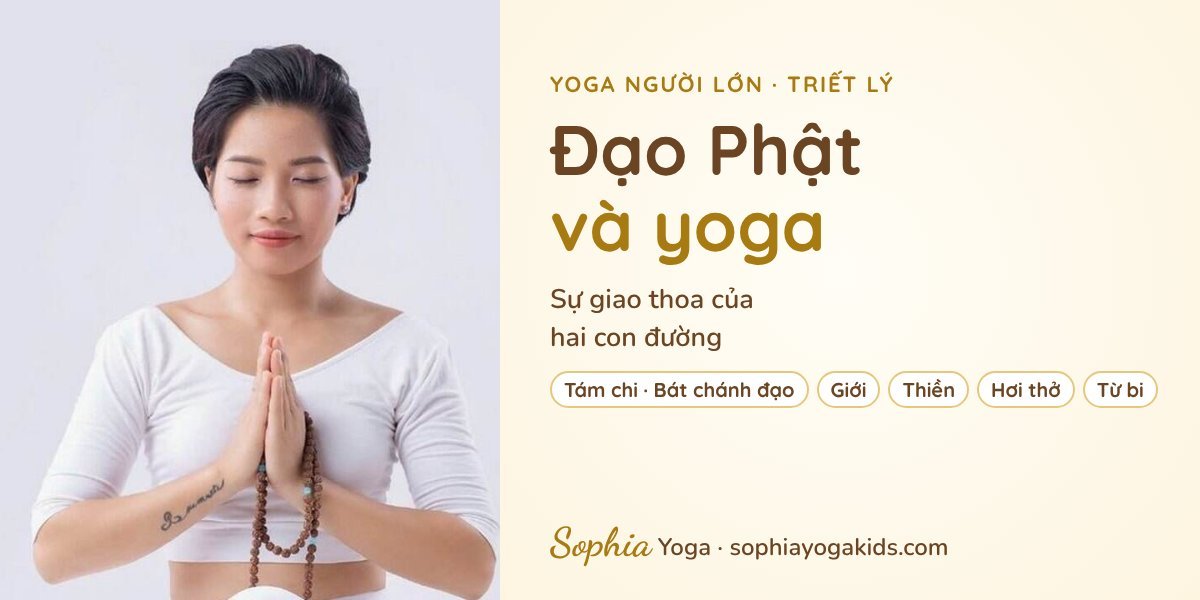 YOGA NGƯỜI LỚN · TRIẾT LÝ
Đạo Phật
và yoga
Sự giao thoa của
hai con đường
Tám chi · Bát chánh đạo
Giới
Thiền
Hơi thở
Từ bi
Sophia Yoga · sophiayogakids.com